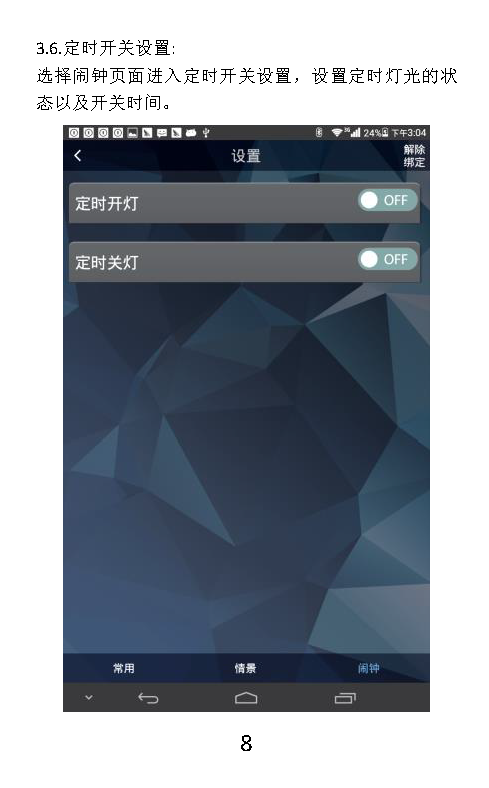 3.6.定时开关设置:
选择闹钟页面进入定时开关设置，设置定时灯光的状
态以及开关时间。
3G 24% 下午3:04
设置
解除
绑定
定时开灯 OFF
定时关灯 OFF
常用 情景 闹钟
8